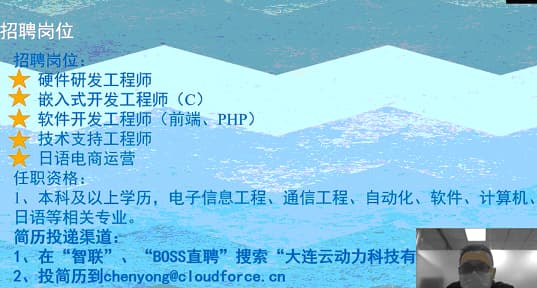 招聘岗位
招聘岗位:
硬件研发工程师
嵌入式开发工程师（C）
软件开发工程师（前端、PHP）
技术支持工程师
日语电商运营
任职资格:
1、本科及以上学历，电子信息工程、通信工程、自动化、软件、计算机、
日语等相关专业。
简历投递渠道:
1、在“智联”、“BOSS直聘”搜索“大连云动力科技有
2、投简历到chenyong@cloudforce.cn